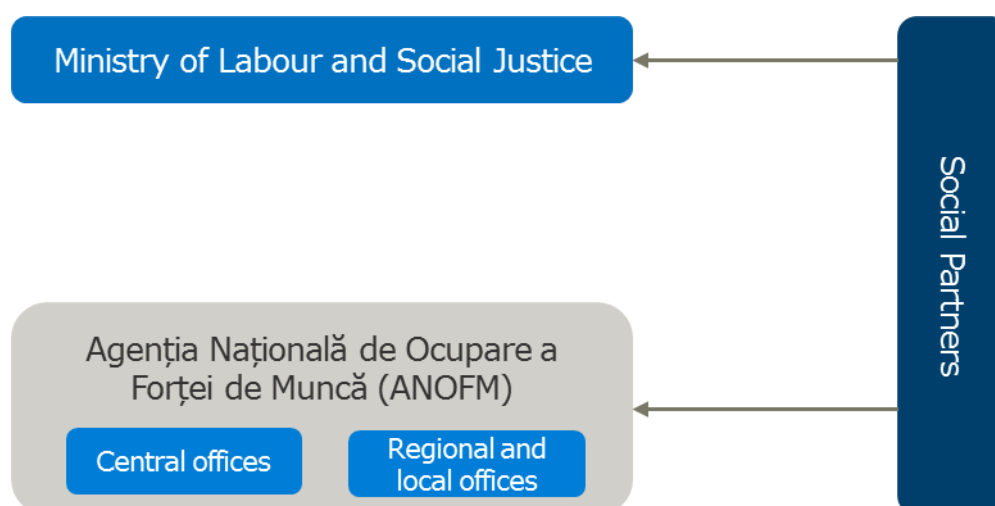 Ministry of Labour and Social Justice
Social Partners
Agenția Națională de Ocupare a
Forței de Muncă (ANOFM)
Central offices
Regional and
local offices